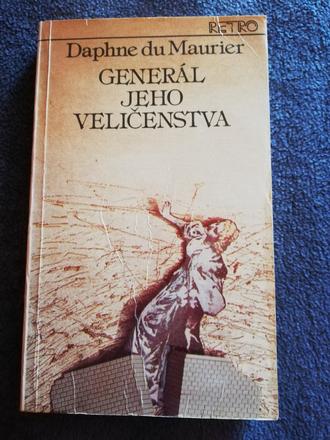 RETRO
Daphne du Maurier
GENERÁL
JEHO
VELIČENSTVA